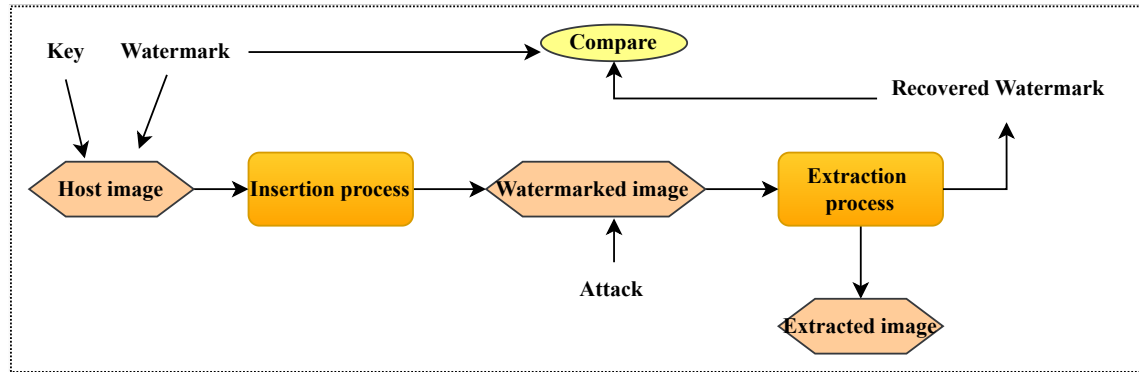 Compare
Key
Watermark
Recovered Watermark
Host image
Insertion process
Watermarked image
Extraction
process
Attack
Extracted image